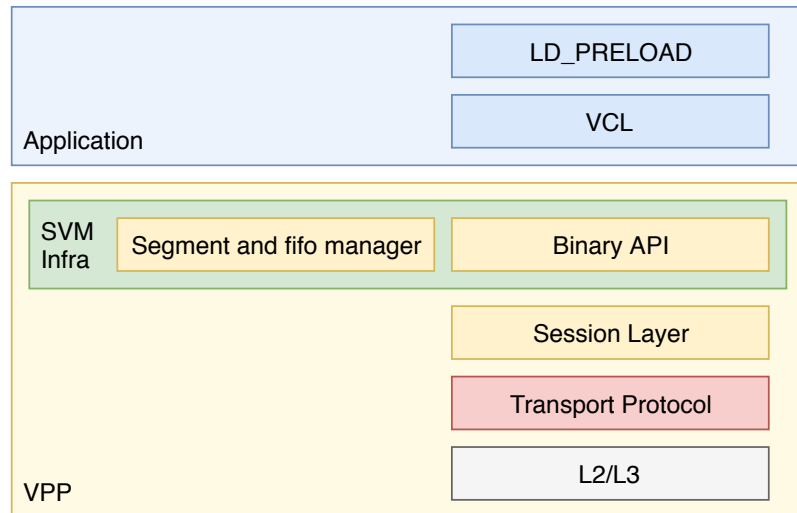 LD_PRELOAD
VCL
Application
SVM
Infra
Segment and fifo manager
Binary API
Session Layer
Transport Protocol
L2/L3
VPP